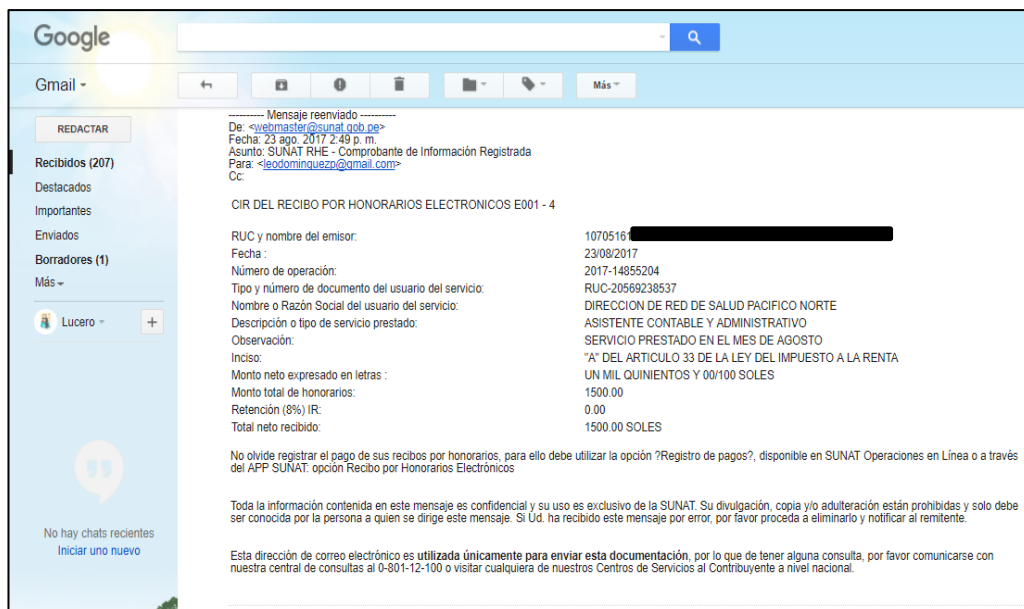 Google
Gmail
Más
REDACTAR
Recibidos (207)
Destacados
Importantes
Enviados
Borradores (1)
Más
Lucero
+
No hay chats recientes
Iniciar uno nuevo
---------- Mensaje reenviado ----------
De: <webmaster@sunat.gob.pe>
Fecha: 23 ago. 2017 2:49 p. m.
Asunto: SUNAT RHE - Comprobante de Información Registrada
Para: <leodominguezp@gmail.com>
Cc:
CIR DEL RECIBO POR HONORARIOS ELECTRONICOS E001 - 4
RUC y nombre del emisor: 10705161
Fecha : 23/08/2017
Número de operación: 2017-14855204
Tipo y número de documento del usuario del servicio: RUC-20569238537
Nombre o Razón Social del usuario del servicio: DIRECCION DE RED DE SALUD PACIFICO NORTE
Descripción o tipo de servicio prestado: ASISTENTE CONTABLE Y ADMINISTRATIVO
Observación: SERVICIO PRESTADO EN EL MES DE AGOSTO
Inciso: "A" DEL ARTICULO 33 DE LA LEY DEL IMPUESTO A LA RENTA
Monto neto expresado en letras : UN MIL QUINIENTOS Y 00/100 SOLES
Monto total de honorarios: 1500.00
Retención (8%) IR: 0.00
Total neto recibido: 1500.00 SOLES
No olvide registrar el pago de sus recibos por honorarios, para ello debe utilizar la opción ?Registro de pagos?, disponible en SUNAT Operaciones en Línea o a través
del APP SUNAT: opción Recibo por Honorarios Electrónicos
Toda la información contenida en este mensaje es confidencial y su uso es exclusivo de la SUNAT. Su divulgación, copia y/o adulteración están prohibidas y solo debe
ser conocida por la persona a quien se dirige este mensaje. Si Ud. ha recibido este mensaje por error, por favor proceda a eliminarlo y notificar al remitente.
Esta dirección de correo electrónico es utilizada únicamente para enviar esta documentación, por lo que de tener alguna consulta, por favor comunicarse con
nuestra central de consultas al 0-801-12-100 o visitar cualquiera de nuestros Centros de Servicios al Contribuyente a nivel nacional.